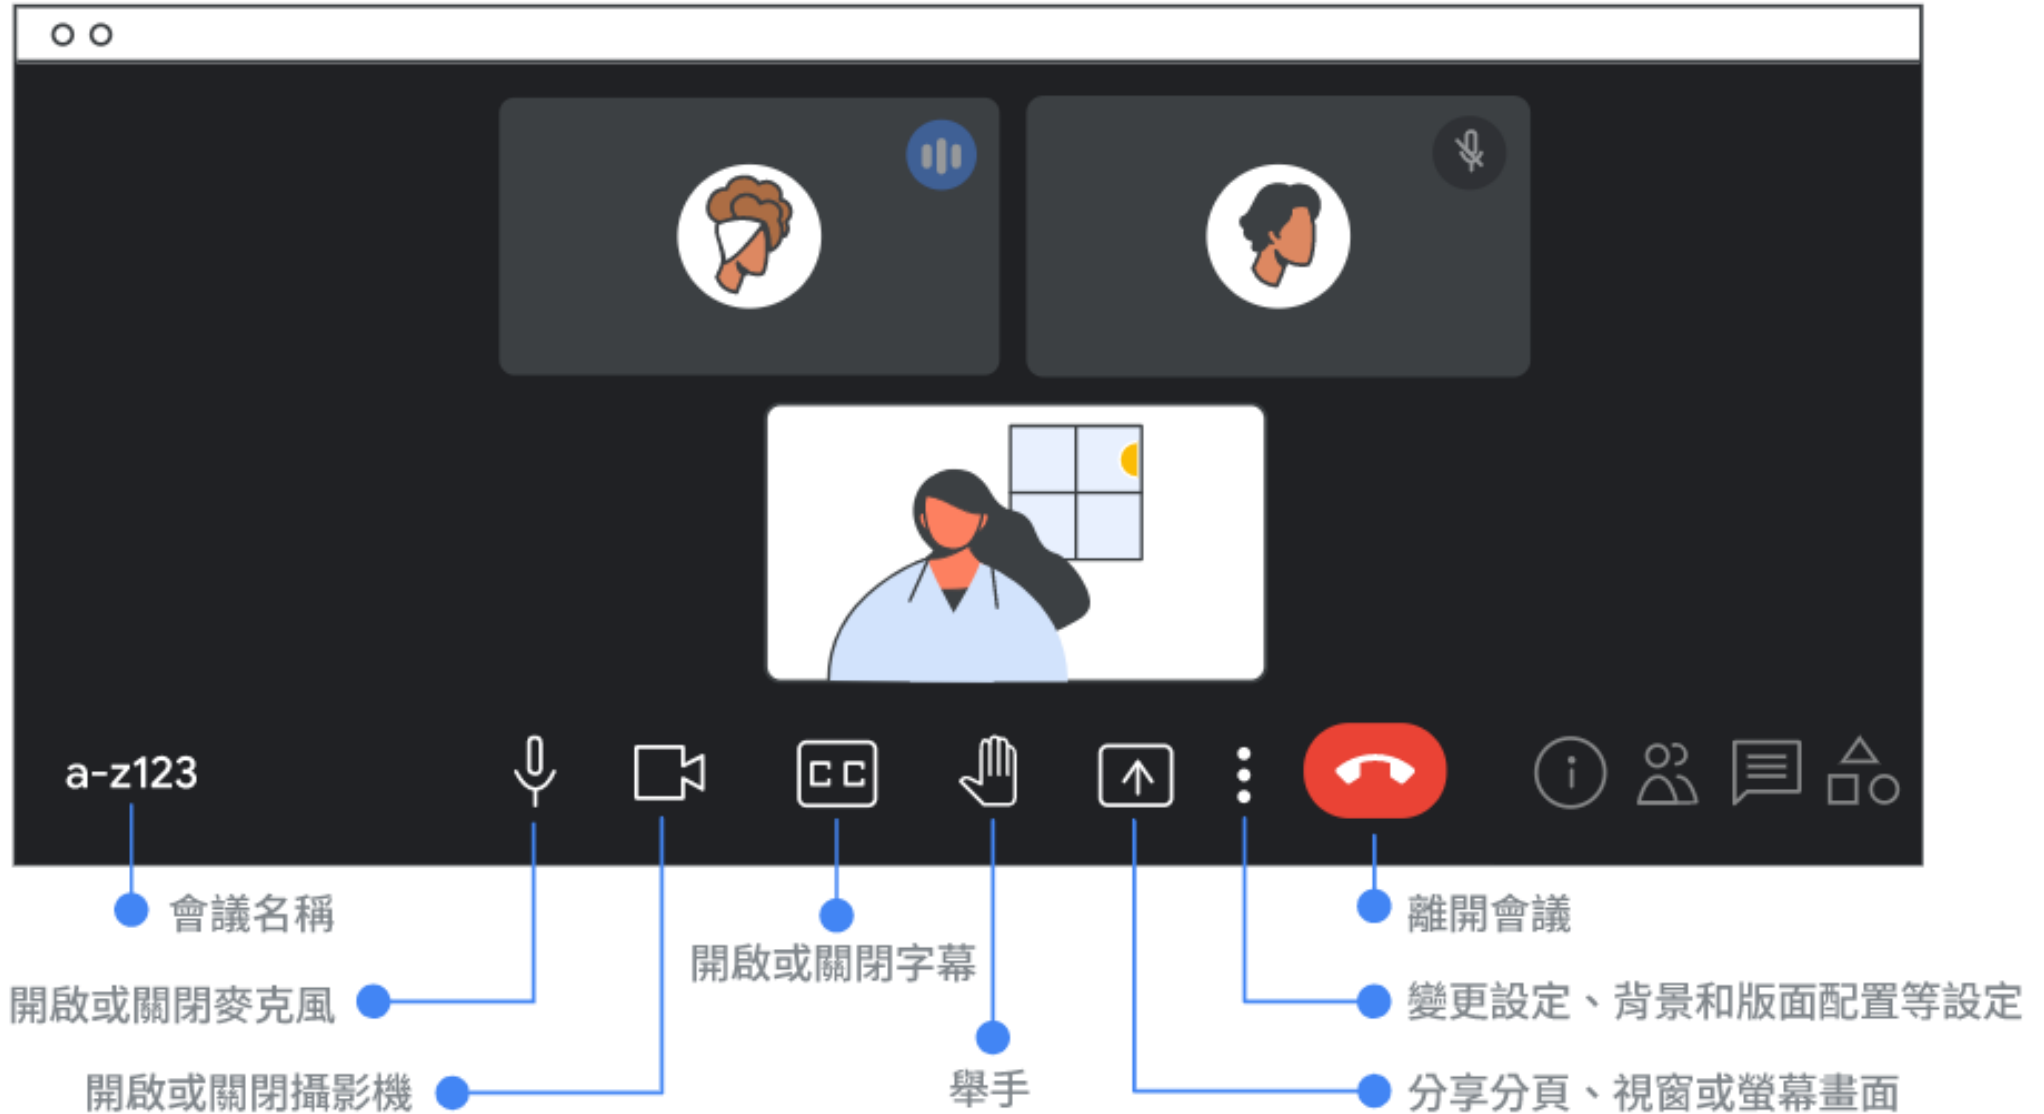 a-z123
CC
會議名稱
離開會議
開啟或關閉字幕
開啟或關閉麥克風
變更設定、背景和版面配置等設定
舉手
開啟或關閉攝影機
分享分頁、視窗或螢幕畫面